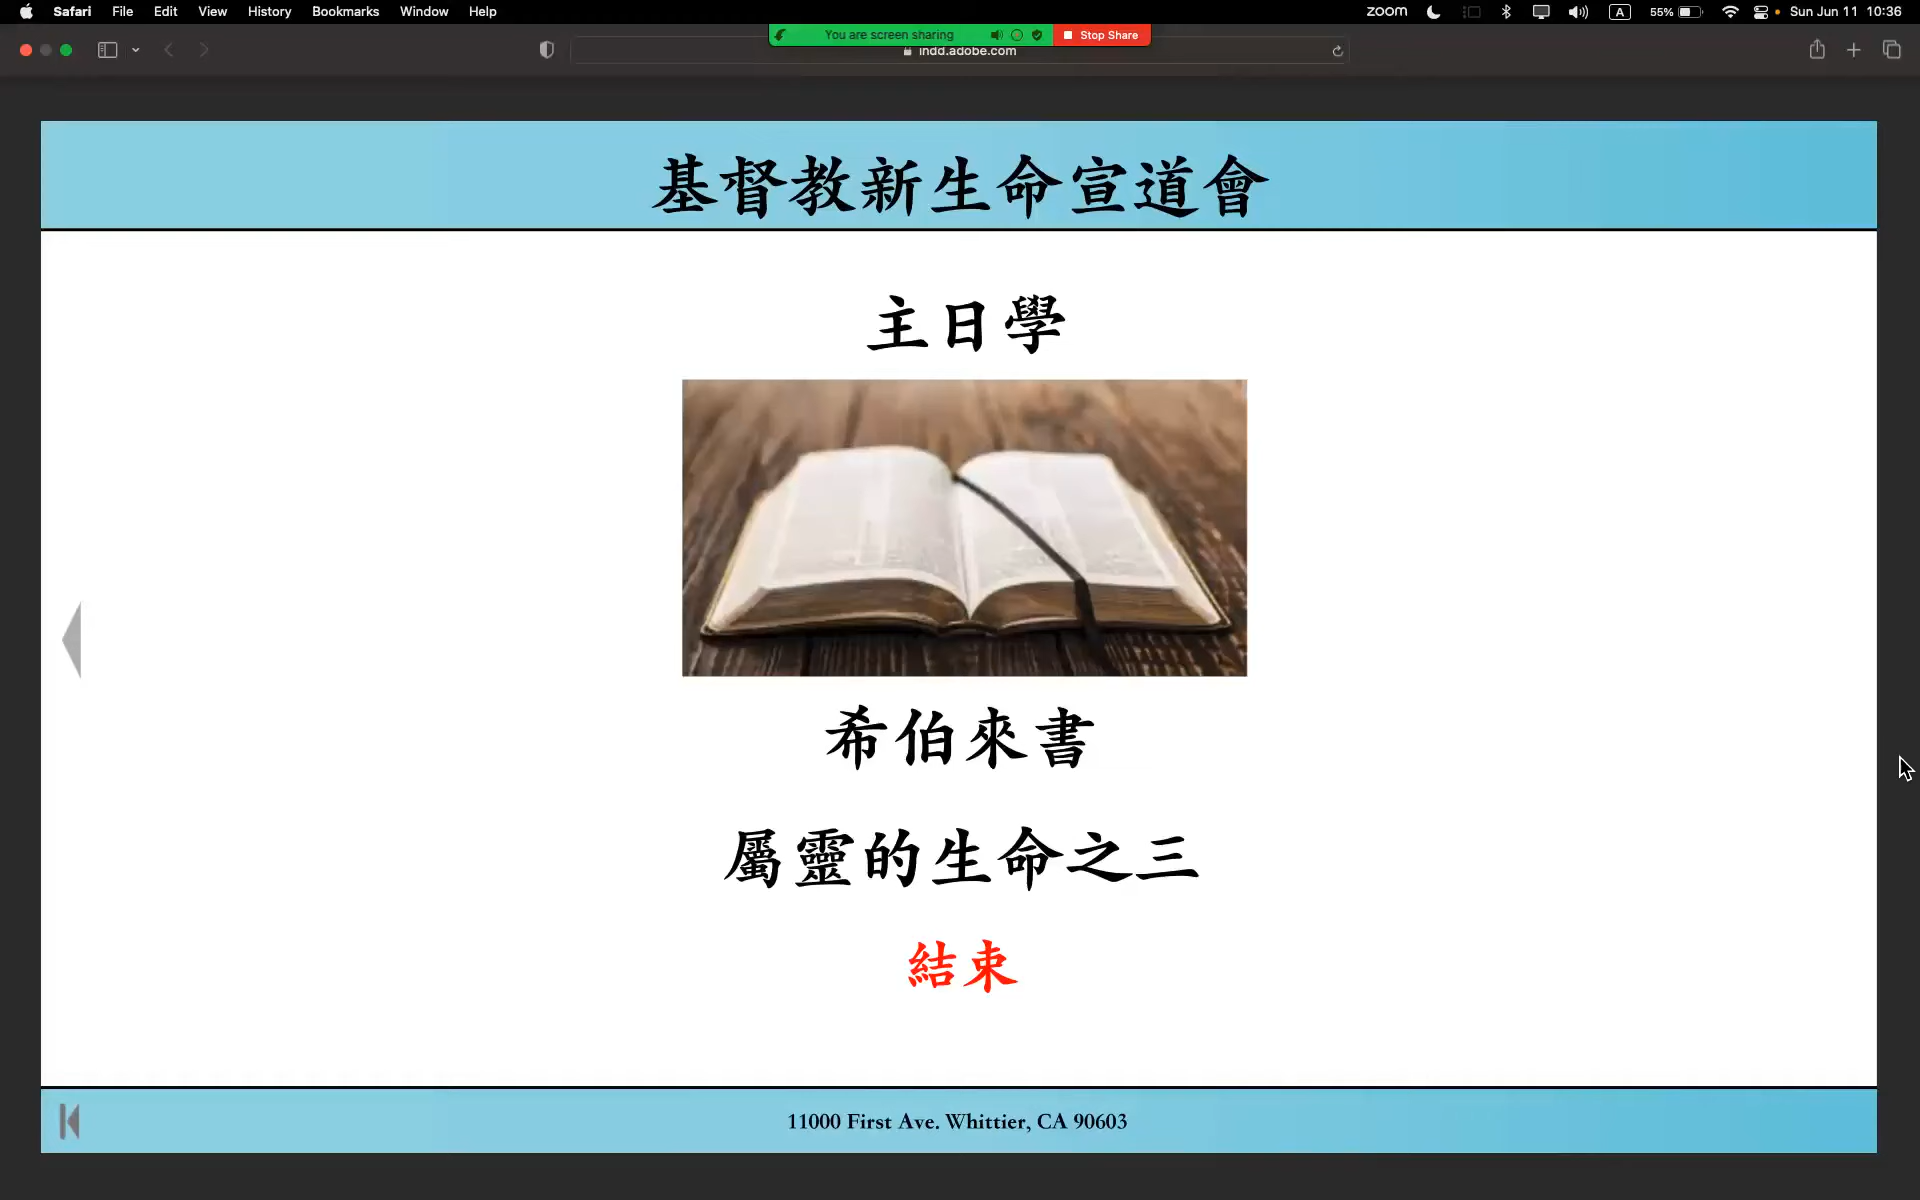 Safari File Edit View History Bookmarks Window Help zoom A 55% Sun Jun 11 10:36
You are screen sharing Stop Share
indd.adobe.com
基督教新生命宣道會
主日學
希伯來書
屬靈的生命之三
結束
11000 First Ave. Whittier, CA 90603